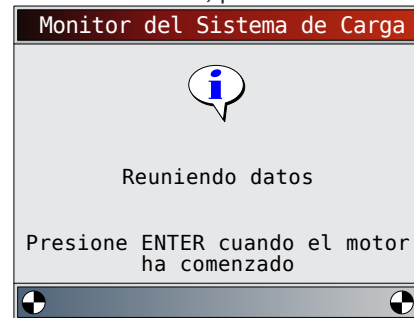 Monitor del Sistema de Carga
i
Reuniendo datos
Presione ENTER cuando el motor
ha comenzado